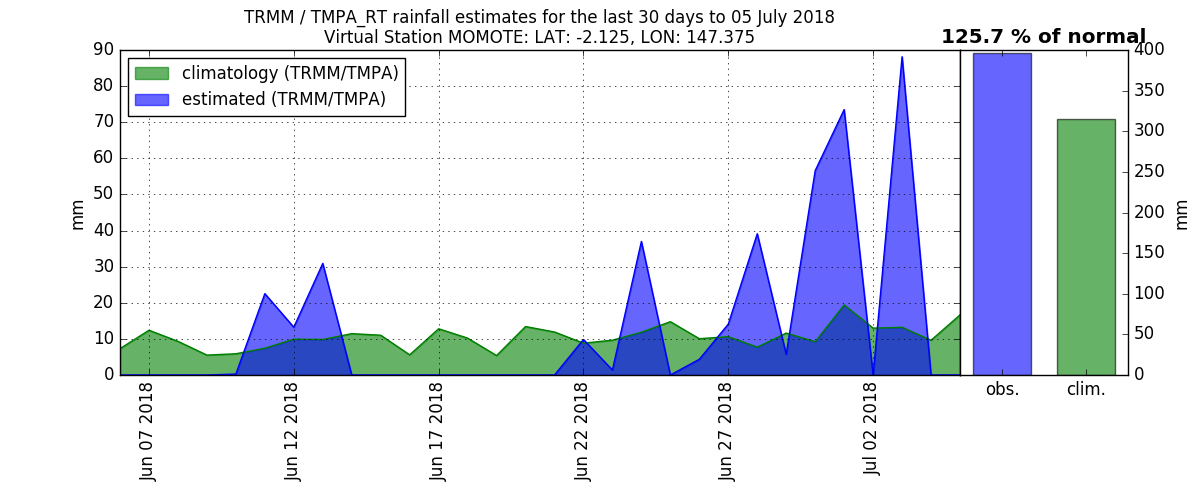 TRMM / TMPA_RT rainfall estimates for the last 30 days to 05 July 2018
Virtual Station MOMOTE: LAT: -2.125, LON: 147.375
125.7 % of normal
climatology (TRMM/TMPA)
estimated (TRMM/TMPA)
mm
90
80
70
60
50
40
30
20
10
0
Jun 07 2018
Jun 12 2018
Jun 17 2018
Jun 22 2018
Jun 27 2018
Jul 02 2018
obs.
clim.
400
350
300
250
200
150
100
50
0
mm